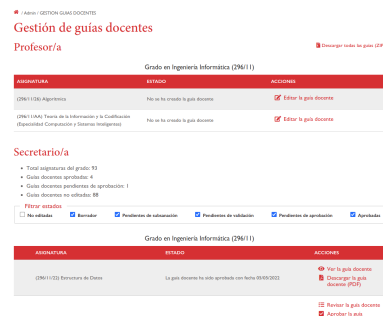 / Admin / GESTION GUIAS DOCENTES
Gestión de guías docentes
Profesor/a
Descargar todas las guías (ZIP
Grado en Ingeniería Informática (296/11)
ASIGNATURA ESTADO ACCIONES
(296/11/26) Algorítmica No se ha creado la guía docente Editar la guía docente
(296/11/AA) Teoría de la Información y la Codificación
(Especialidad Computación y Sistemas Inteligentes) No se ha creado la guía docente Editar la guía docente
Secretario/a
Total asignaturas del grado: 93
Guías docentes aprobadas: 4
Guías docentes pendientes de aprobación: 1
Guías docentes no editadas: 88
Filtrar estados
No editadas Borrador Pendientes de subsanación Pendientes de validación Pendientes de aprobación Aprobadas
Grado en Ingeniería Informática (296/11)
ASIGNATURA ESTADO ACCIONES
(296/11/22) Estructura de Datos La guía docente ha sido aprobada con fecha 03/03/2022
Ver la guía docente
Descargar la guía
docente (PDF)
Revisar la guía docente
Aprobar la guía